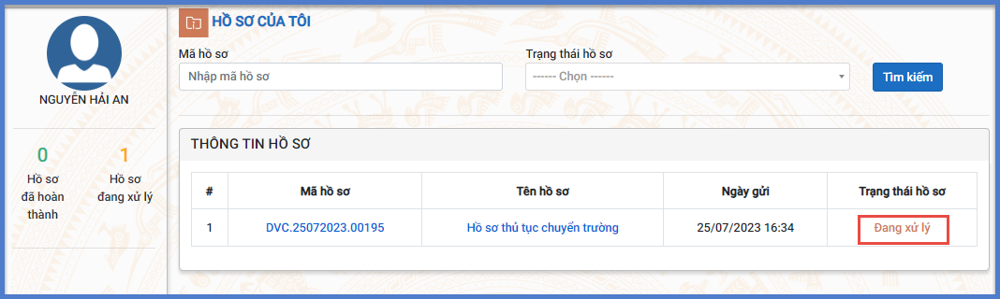 HỒ SƠ CỦA TÔI
Mã hồ sơ
Trạng thái hồ sơ
Nhập mã hồ sơ
------ Chọn ------
Tìm kiếm
NGUYỄN HẢI AN
0
Hồ sơ
đã hoàn
thành
1
Hồ sơ
đang xử lý
THÔNG TIN HỒ SƠ
# Mã hồ sơ Tên hồ sơ Ngày gửi Trạng thái hồ sơ
1 DVC.25072023.00195 Hồ sơ thủ tục chuyển trường 25/07/2023 16:34 Đang xử lý